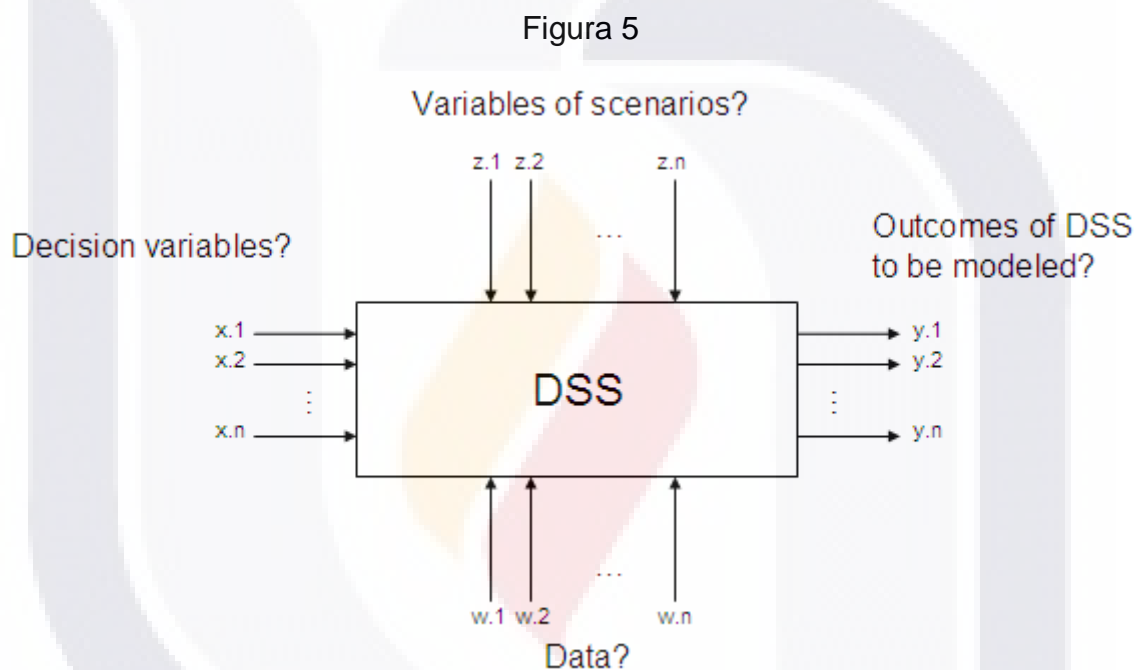 Figura 5
Variables of scenarios?
z.1 z.2 z.n
...
Decision variables?
Outcomes of DSS
to be modeled?
x.1
x.2
...
x.n
DSS
y.1
y.2
...
y.n
...
w.1 w.2 w.n
Data?